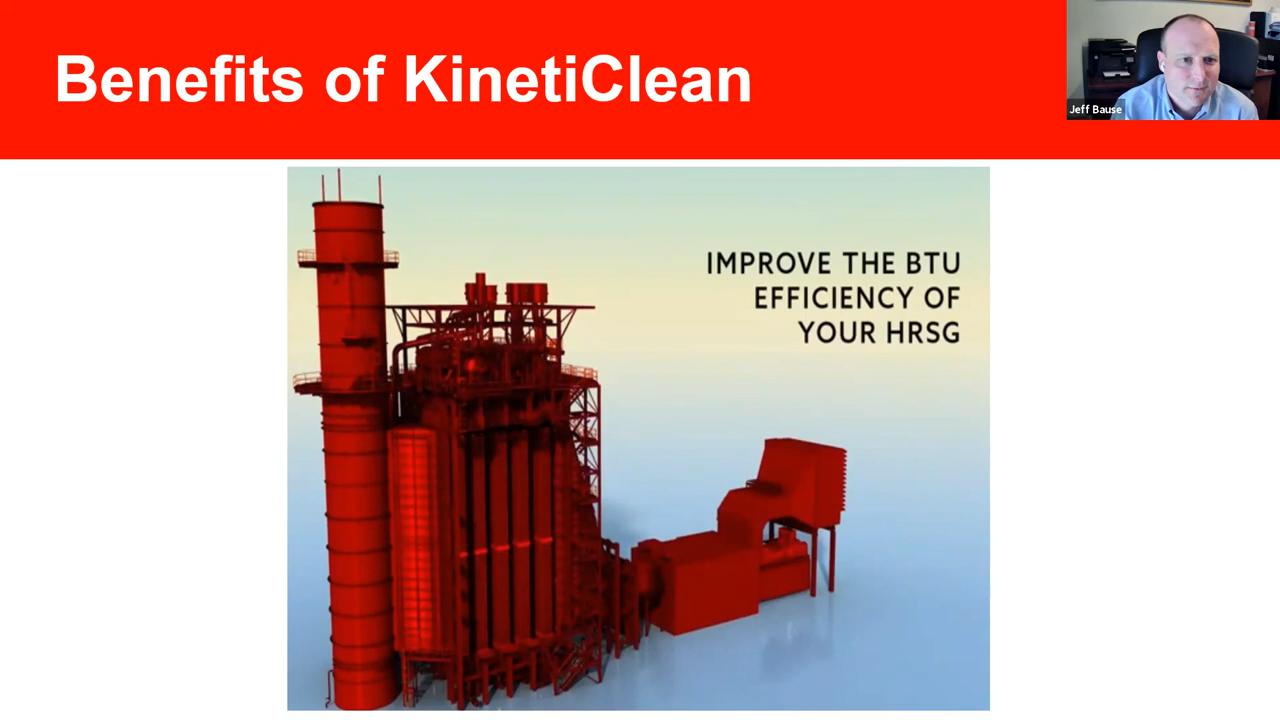 Benefits of KinetiClean
Jeff Bause
IMPROVE THE BTU
EFFICIENCY OF
YOUR HRSG